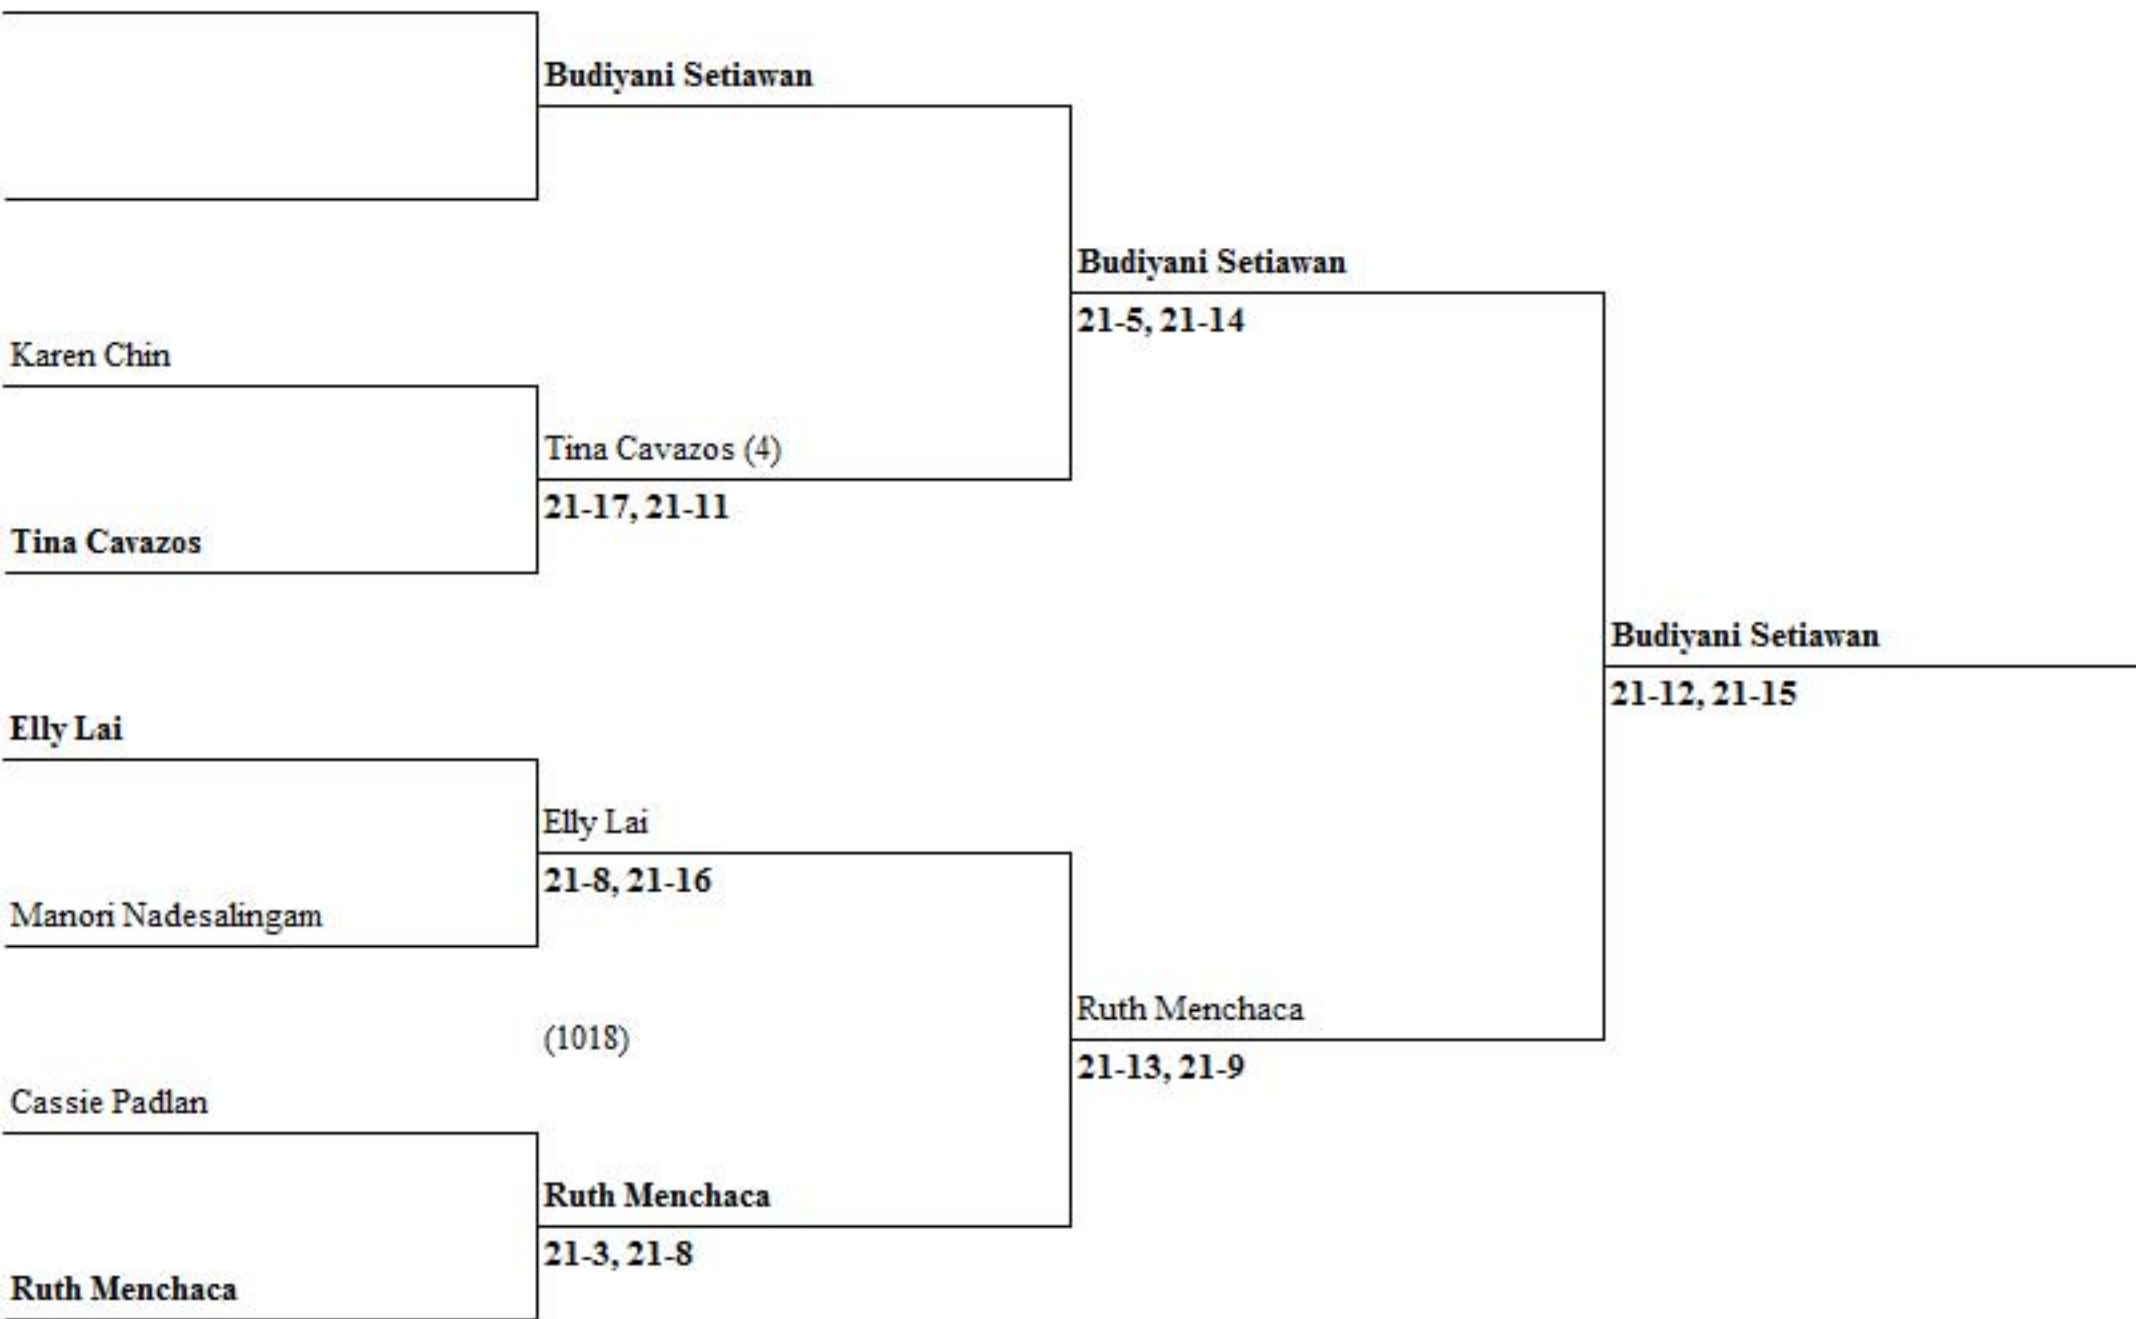 Budiyani Setiawan
Budiyani Setiawan
21-5, 21-14
Karen Chin
Tina Cavazos (4)
21-17, 21-11
Tina Cavazos
Budiyani Setiawan
21-12, 21-15
Elly Lai
Elly Lai
21-8, 21-16
Manori Nadesalingam
Ruth Menchaca
(1018)
21-13, 21-9
Cassie Padlan
Ruth Menchaca
21-3, 21-8
Ruth Menchaca